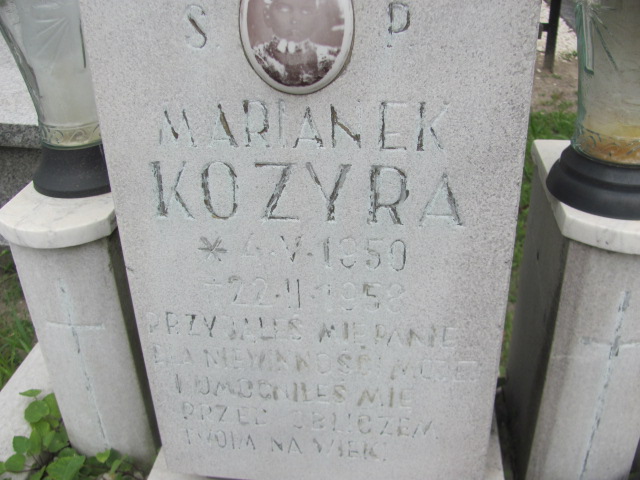 Ś. P
MARIANEK
KOZYRA
* 4·V·1950
+ 22·II·1958
PRZYJĄŁEŚ MIĘ PANIE
DLA NIEWINNOŚCI MOJEJ
I UMOCNIŁEŚ MIĘ
PRZED OBLICZEM
TWOIM NA WIEK.